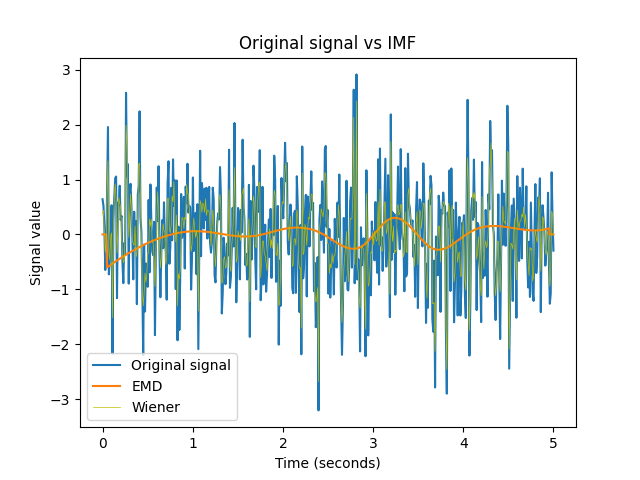 Original signal vs IMF
Signal value
3
2
1
0
−1
−2
−3
Original signal
EMD
Wiener
0
1
2
3
4
5
Time (seconds)